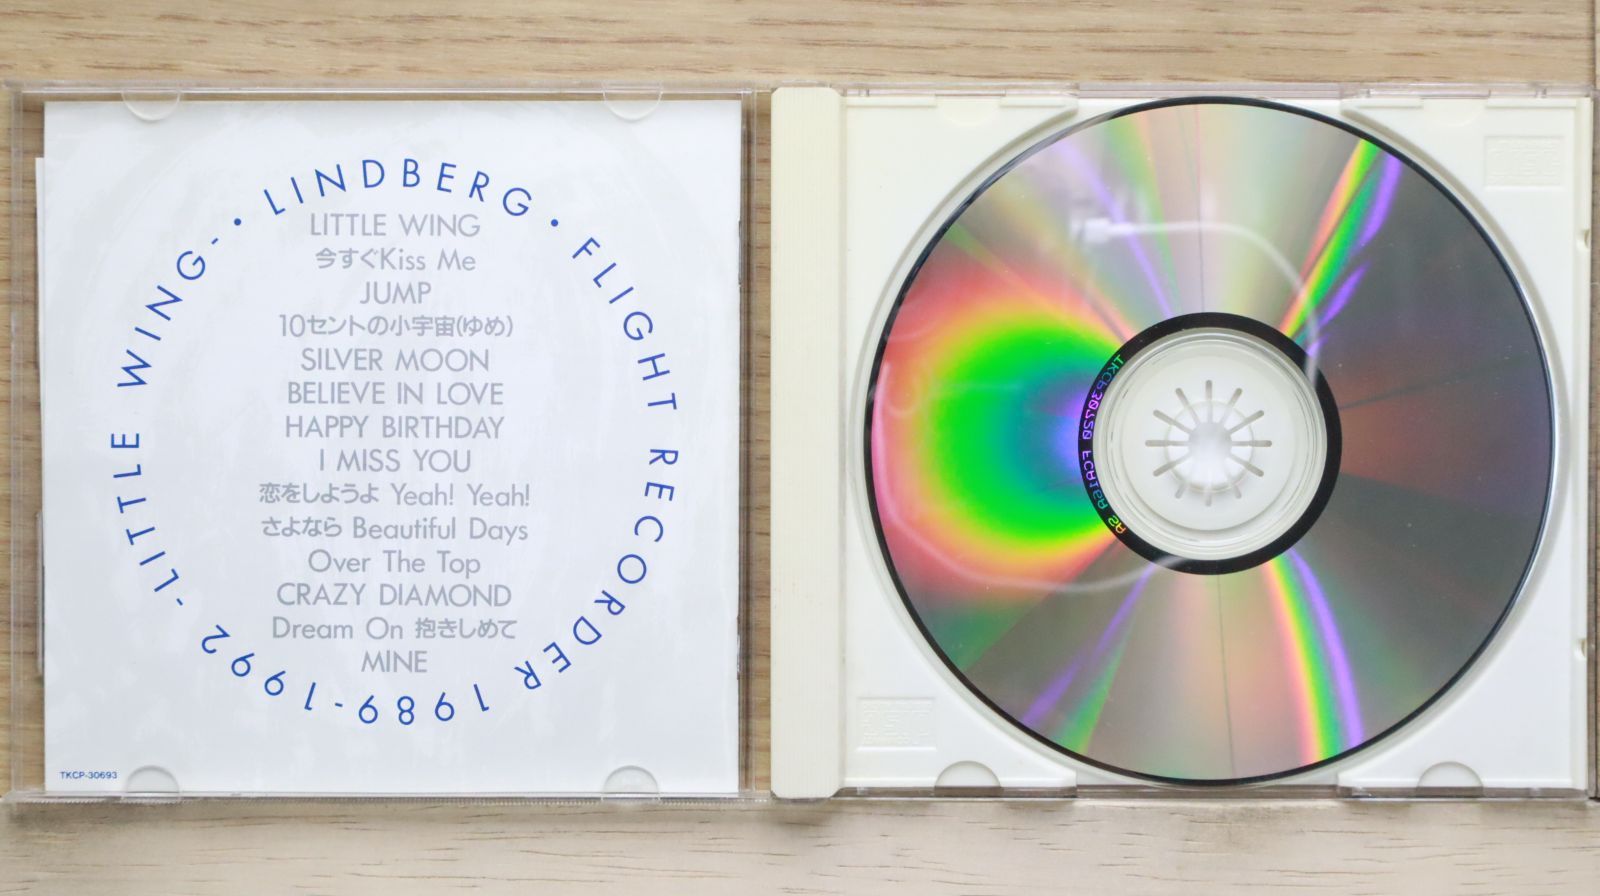 LINDBERG・FLIGHT RECORDER 1989-1992 -LITTLE WING-・
LITTLE WING
今すぐKiss Me
JUMP
10セントの小宇宙(ゆめ)
SILVER MOON
BELIEVE IN LOVE
HAPPY BIRTHDAY
I MISS YOU
恋をしようよ Yeah! Yeah!
さよなら Beautiful Days
Over The Top
CRAZY DIAMOND
Dream On 抱きしめて
MINE
TKCP-30693